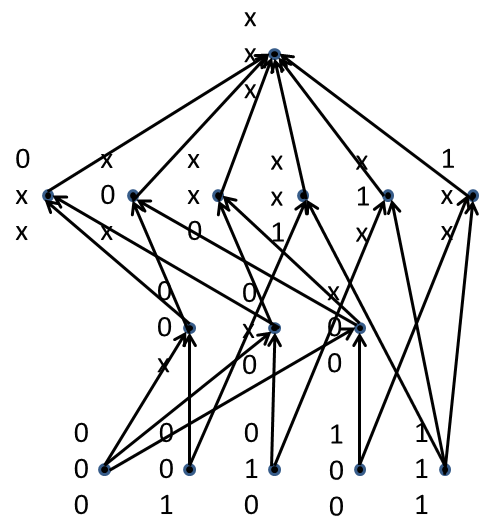 x
x
x
0 x x x x 1
x 0 x x 1 x
x x 0 1 x x
0 0 x
0 x 0
x 0 0
0 0 0 1 1
0 0 1 0 1
0 1 0 0 1